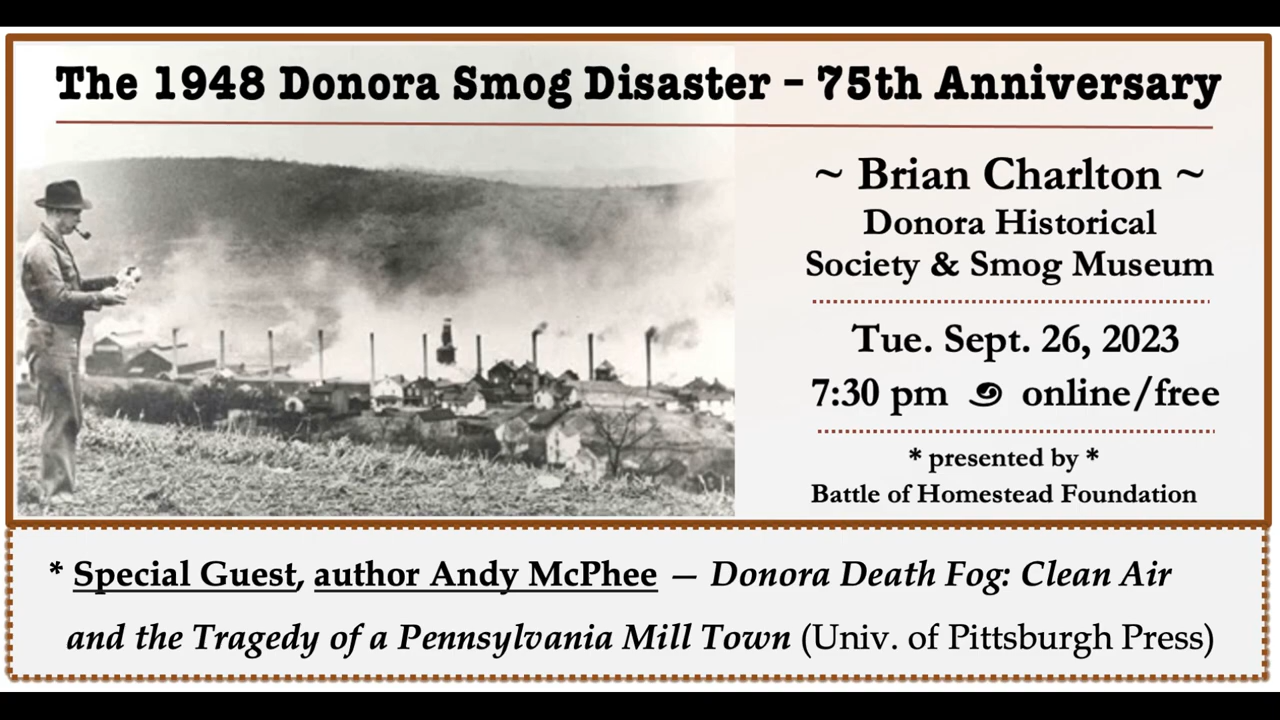 The 1948 Donora Smog Disaster – 75th Anniversary
~ Brian Charlton ~
Donora Historical
Society & Smog Museum
Tue. Sept. 26, 2023
7:30 pm online/free
* presented by *
Battle of Homestead Foundation
* Special Guest, author Andy McPhee — Donora Death Fog: Clean Air
and the Tragedy of a Pennsylvania Mill Town (Univ. of Pittsburgh Press)